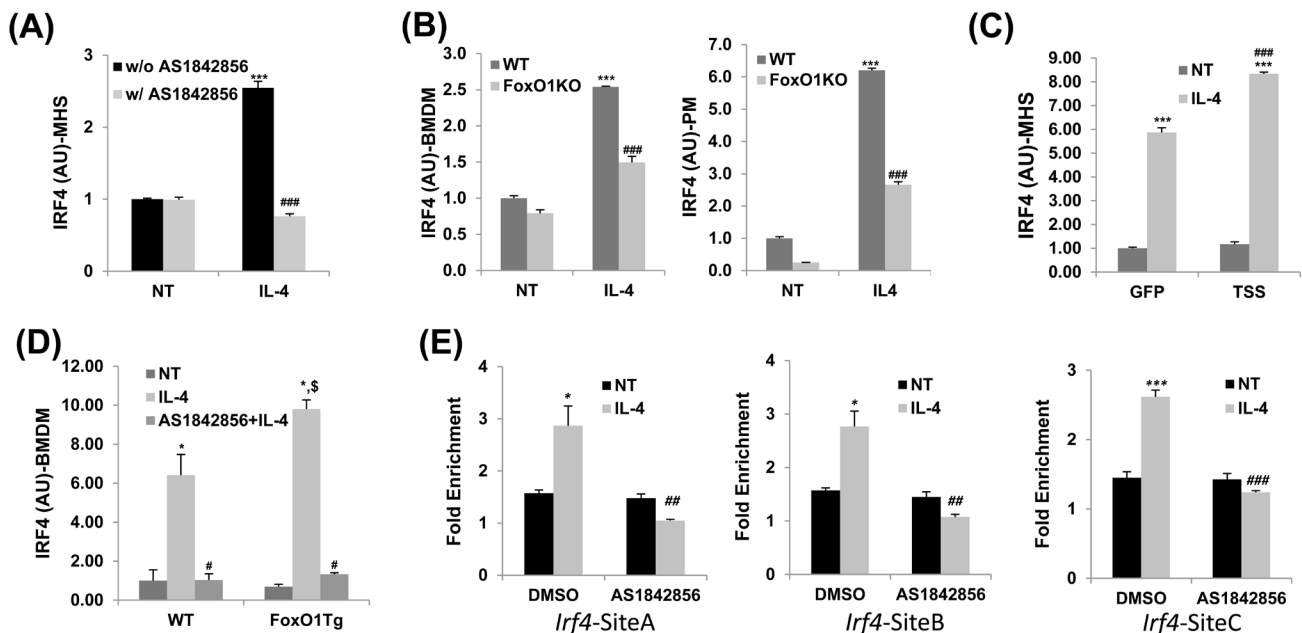 (A)
IRF4 (AU)-MHS
3
2
1
0
w/o AS1842856
w/ AS1842856
***
###
NT
IL-4
(B)
IRF4 (AU)-BMDM
3.0
2.5
2.0
1.5
1.0
0.5
0.0
WT
FoxO1KO
***
###
NT
IL-4
IRF4 (AU)-PM
7.0
6.0
5.0
4.0
3.0
2.0
1.0
0.0
WT
FoxO1KO
***
###
NT
IL4
(C)
IRF4 (AU)-MHS
9.00
8.00
7.00
6.00
5.00
4.00
3.00
2.00
1.00
0.00
NT
IL-4
***
###
***
GFP
TSS
(D)
IRF4 (AU)-BMDM
12.00
10.00
8.00
6.00
4.00
2.00
0.00
NT
IL-4
AS1842856+IL-4
*
#
*,$
#
WT
FoxO1Tg
(E)
Fold Enrichment
4
3
2
1
0
NT
IL-4
*
##
DMSO
AS1842856
Irf4-SiteA
Fold Enrichment
4
3
2
1
0
NT
IL-4
*
##
DMSO
AS1842856
Irf4-SiteB
Fold Enrichment
3
2
1
0
NT
IL-4
***
###
DMSO
AS1842856
Irf4-SiteC